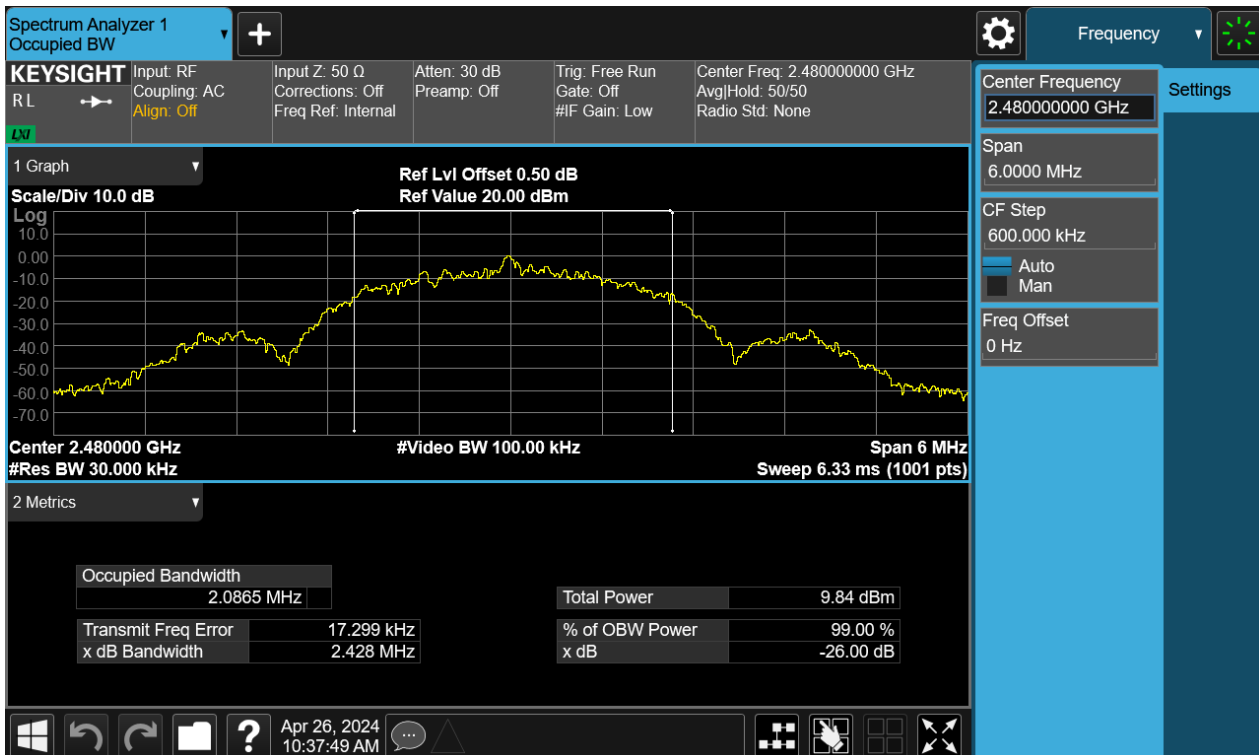 Spectrum Analyzer 1
Occupied BW
+
Frequency
KEYSIGHT
R L
LXI
Input: RF
Coupling: AC
Align: Off
Input Z: 50 Ω
Corrections: Off
Freq Ref: Internal
Atten: 30 dB
Preamp: Off
Trig: Free Run
Gate: Off
#IF Gain: Low
Center Freq: 2.480000000 GHz
Avg|Hold: 50/50
Radio Std: None
Center Frequency
2.480000000 GHz
Settings
Span
6.0000 MHz
CF Step
600.000 kHz
Auto
Man
Freq Offset
0 Hz
1 Graph
Scale/Div 10.0 dB
Ref Lvl Offset 0.50 dB
Ref Value 20.00 dBm
Log
10.0
0.00
-10.0
-20.0
-30.0
-40.0
-50.0
-60.0
-70.0
Center 2.480000 GHz
#Video BW 100.00 kHz
Span 6 MHz
#Res BW 30.000 kHz
Sweep 6.33 ms (1001 pts)
2 Metrics
Occupied Bandwidth
2.0865 MHz
Total Power 9.84 dBm
Transmit Freq Error 17.299 kHz
% of OBW Power 99.00 %
x dB Bandwidth 2.428 MHz
x dB -26.00 dB
?
Apr 26, 2024
10:37:49 AM